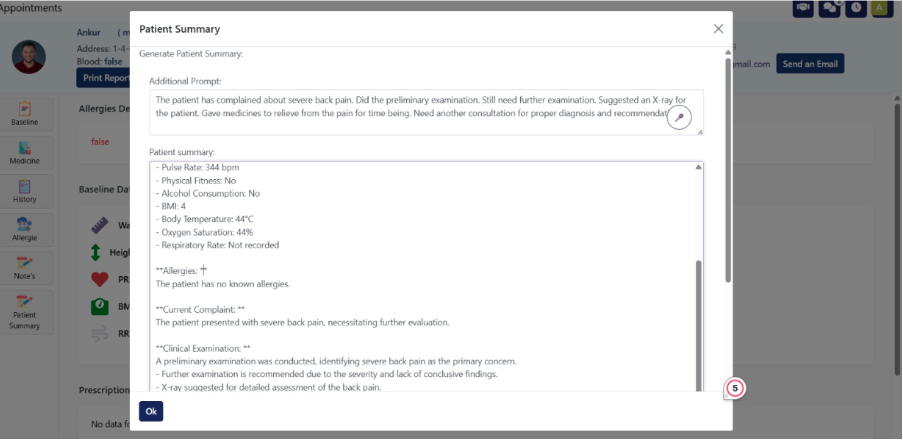 Appointments
A
Patient Summary
Ankur ( m
Address: 1-4-
Blood: false
Print Report
9
gmail.com
Send an Email
Generate Patient Summary:
Additional Prompt:
The patient has complained about severe back pain. Did the preliminary examination. Still need further examination. Suggested an X-ray for
the patient. Gave medicines to relieve from the pain for time being. Need another consultation for proper diagnosis and recommendat
Patient summary:
- Pulse Rate: 344 bpm
- Physical Fitness: No
- Alcohol Consumption: No
- BMI: 4
- Body Temperature: 44°C
- Oxygen Saturation: 44%
- Respiratory Rate: Not recorded
**Allergies: **
The patient has no known allergies.
**Current Complaint: **
The patient presented with severe back pain, necessitating further evaluation.
**Clinical Examination: **
A preliminary examination was conducted, identifying severe back pain as the primary concern.
- Further examination is recommended due to the severity and lack of conclusive findings.
- X-ray suggested for detailed assessment of the back pain.
Ok
5
Baseline
Medicine
History
Allergie
Note's
Patient
Summary
Allergies De
false
Baseline Da
Wa
Heigl
PR
BM
RR
Prescription
No data fo